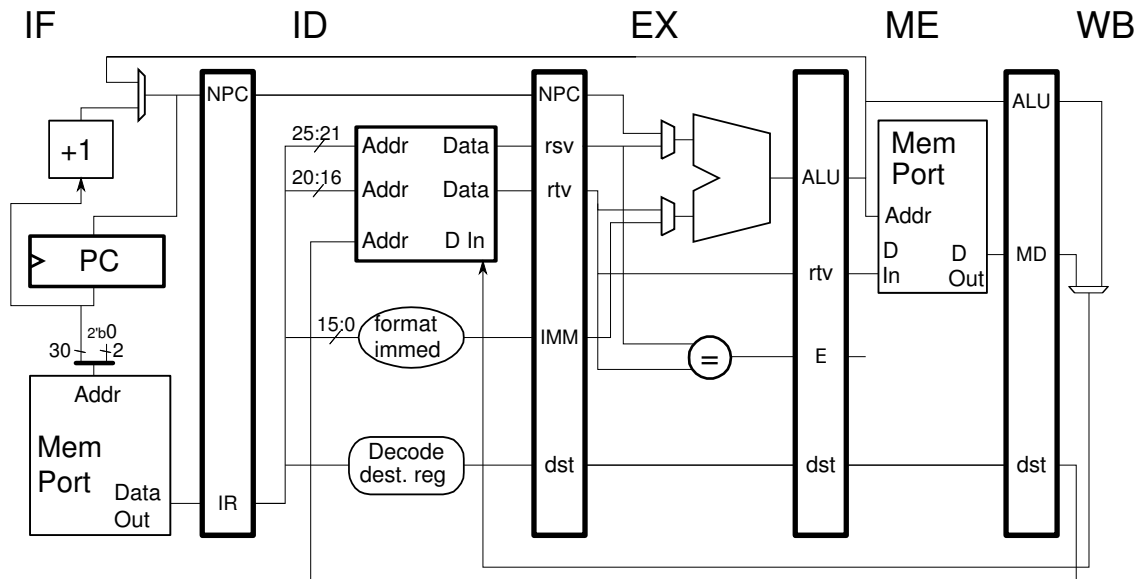 IF ID EX ME WB
NPC NPC ALU
+1
25:21 Addr Data rsv
20:16 Addr Data rtv ALU
Addr D In
Mem
Port
Addr
D
In
D
Out
PC
rtv MD
2'b0
30 2
15:0 format
immed
IMM = E
Addr
Mem
Port
Data
Out
Decode
dest. reg
dst dst dst
IR